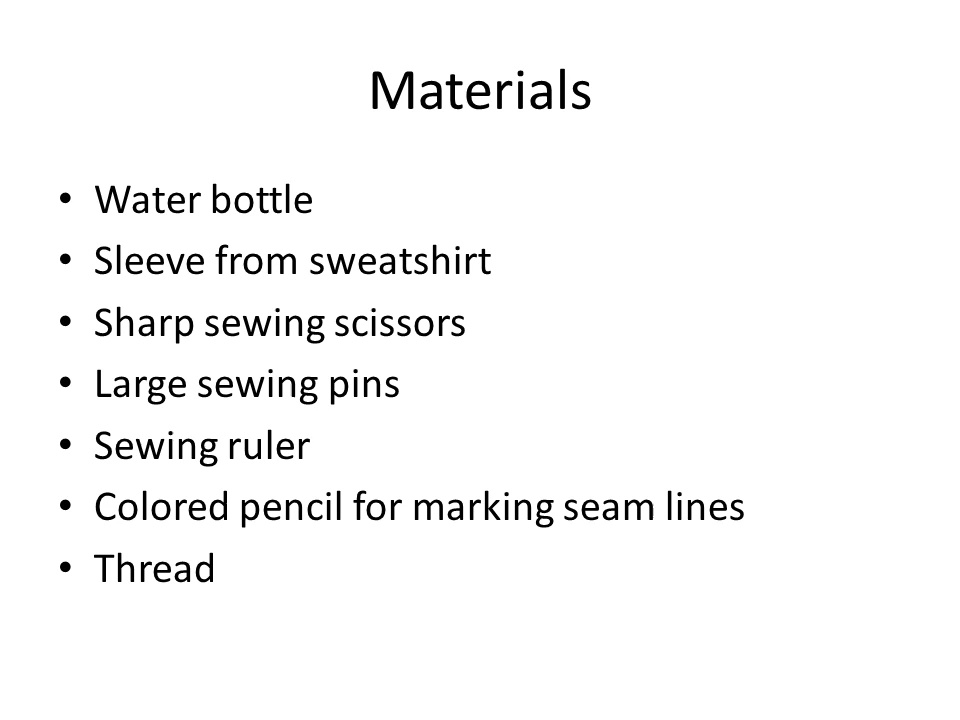 Materials
• Water bottle
• Sleeve from sweatshirt
• Sharp sewing scissors
• Large sewing pins
• Sewing ruler
• Colored pencil for marking seam lines
• Thread